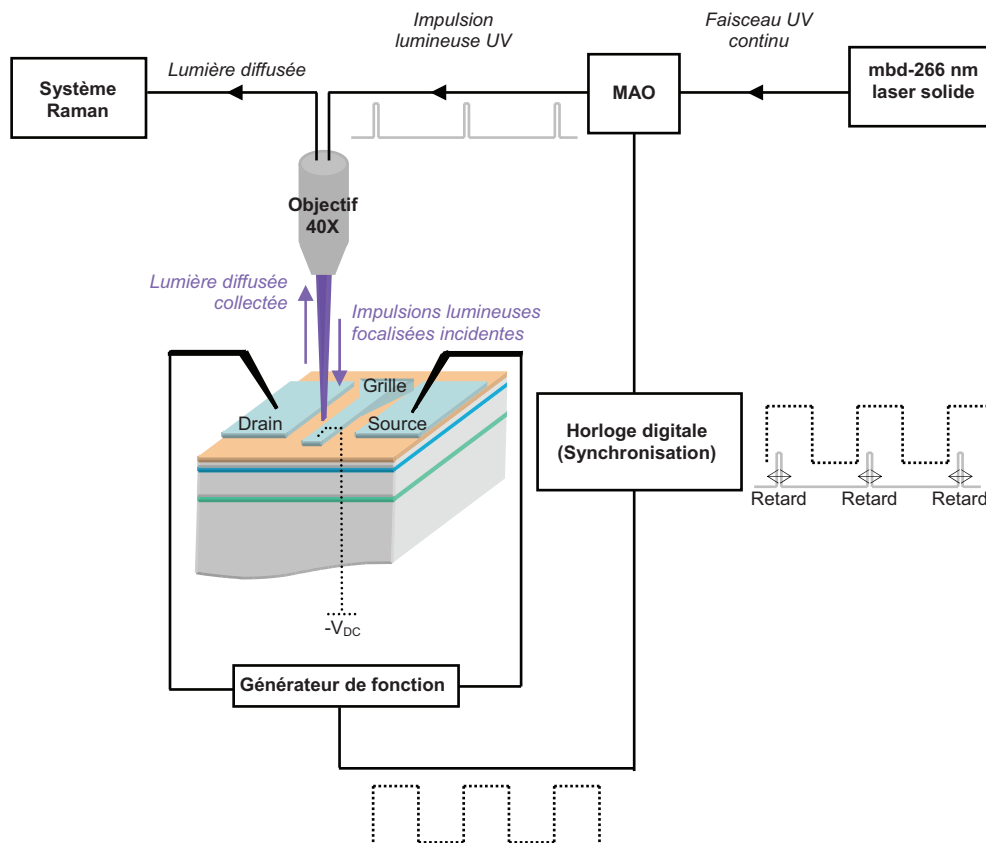 Impulsion
lumineuse UV
Faisceau UV
continu
Lumière diffusée
Système
Raman
MAO
mbd-266 nm
laser solide
Objectif
40X
Lumière diffusée
collectée
Impulsions lumineuses
focalisées incidentes
Grille
Drain
Source
Horloge digitale
(Synchronisation)
Retard
Retard
Retard
-VDC
Générateur de fonction